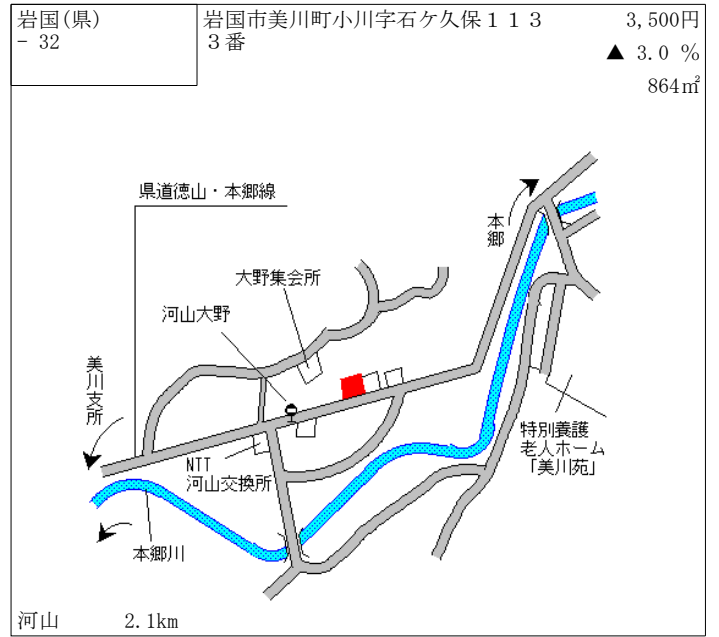 岩国(県)
- 32
岩国市美川町小川字石ケ久保１１３
３番
3,500円
▲ 3.0 %
864㎡
県道徳山・本郷線
本郷
大野集会所
河山大野
美川支所
特別養護
老人ホーム
「美川苑」
NTT
河山交換所
本郷川
河山 2.1km